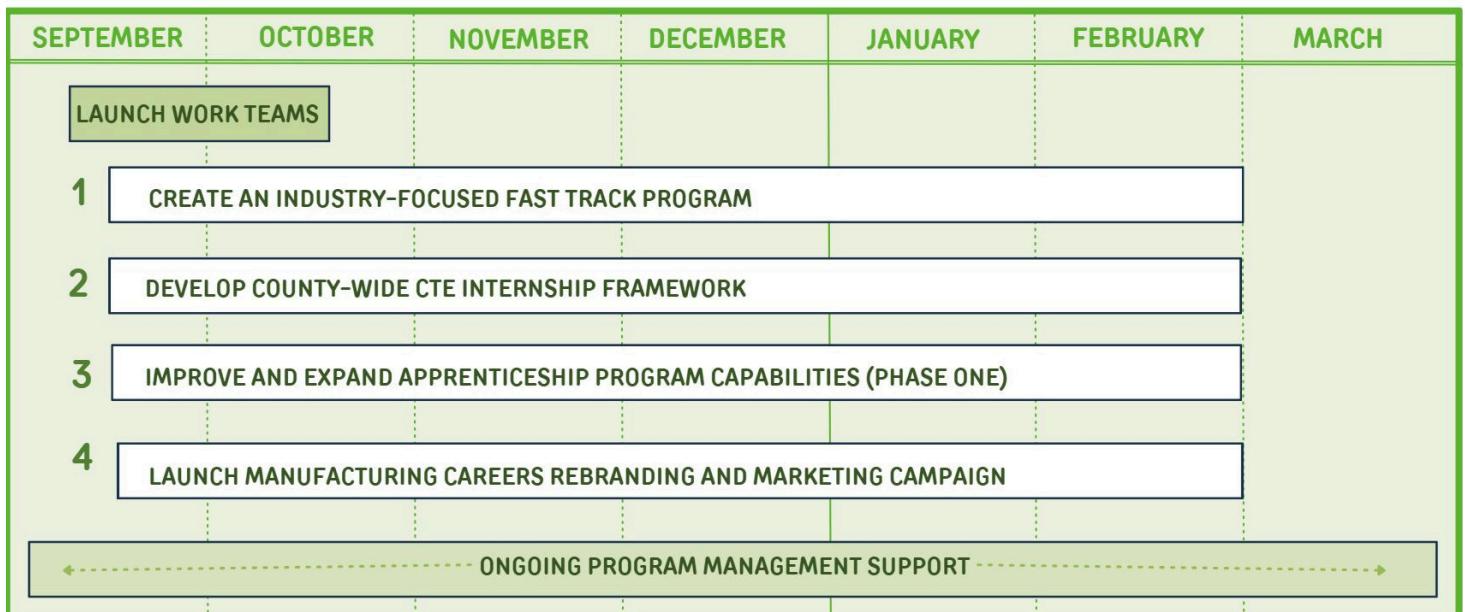 SEPTEMBER OCTOBER NOVEMBER DECEMBER JANUARY FEBRUARY MARCH
LAUNCH WORK TEAMS
1 CREATE AN INDUSTRY-FOCUSED FAST TRACK PROGRAM
2 DEVELOP COUNTY-WIDE CTE INTERNSHIP FRAMEWORK
3 IMPROVE AND EXPAND APPRENTICESHIP PROGRAM CAPABILITIES (PHASE ONE)
4 LAUNCH MANUFACTURING CAREERS REBRANDING AND MARKETING CAMPAIGN
ONGOING PROGRAM MANAGEMENT SUPPORT